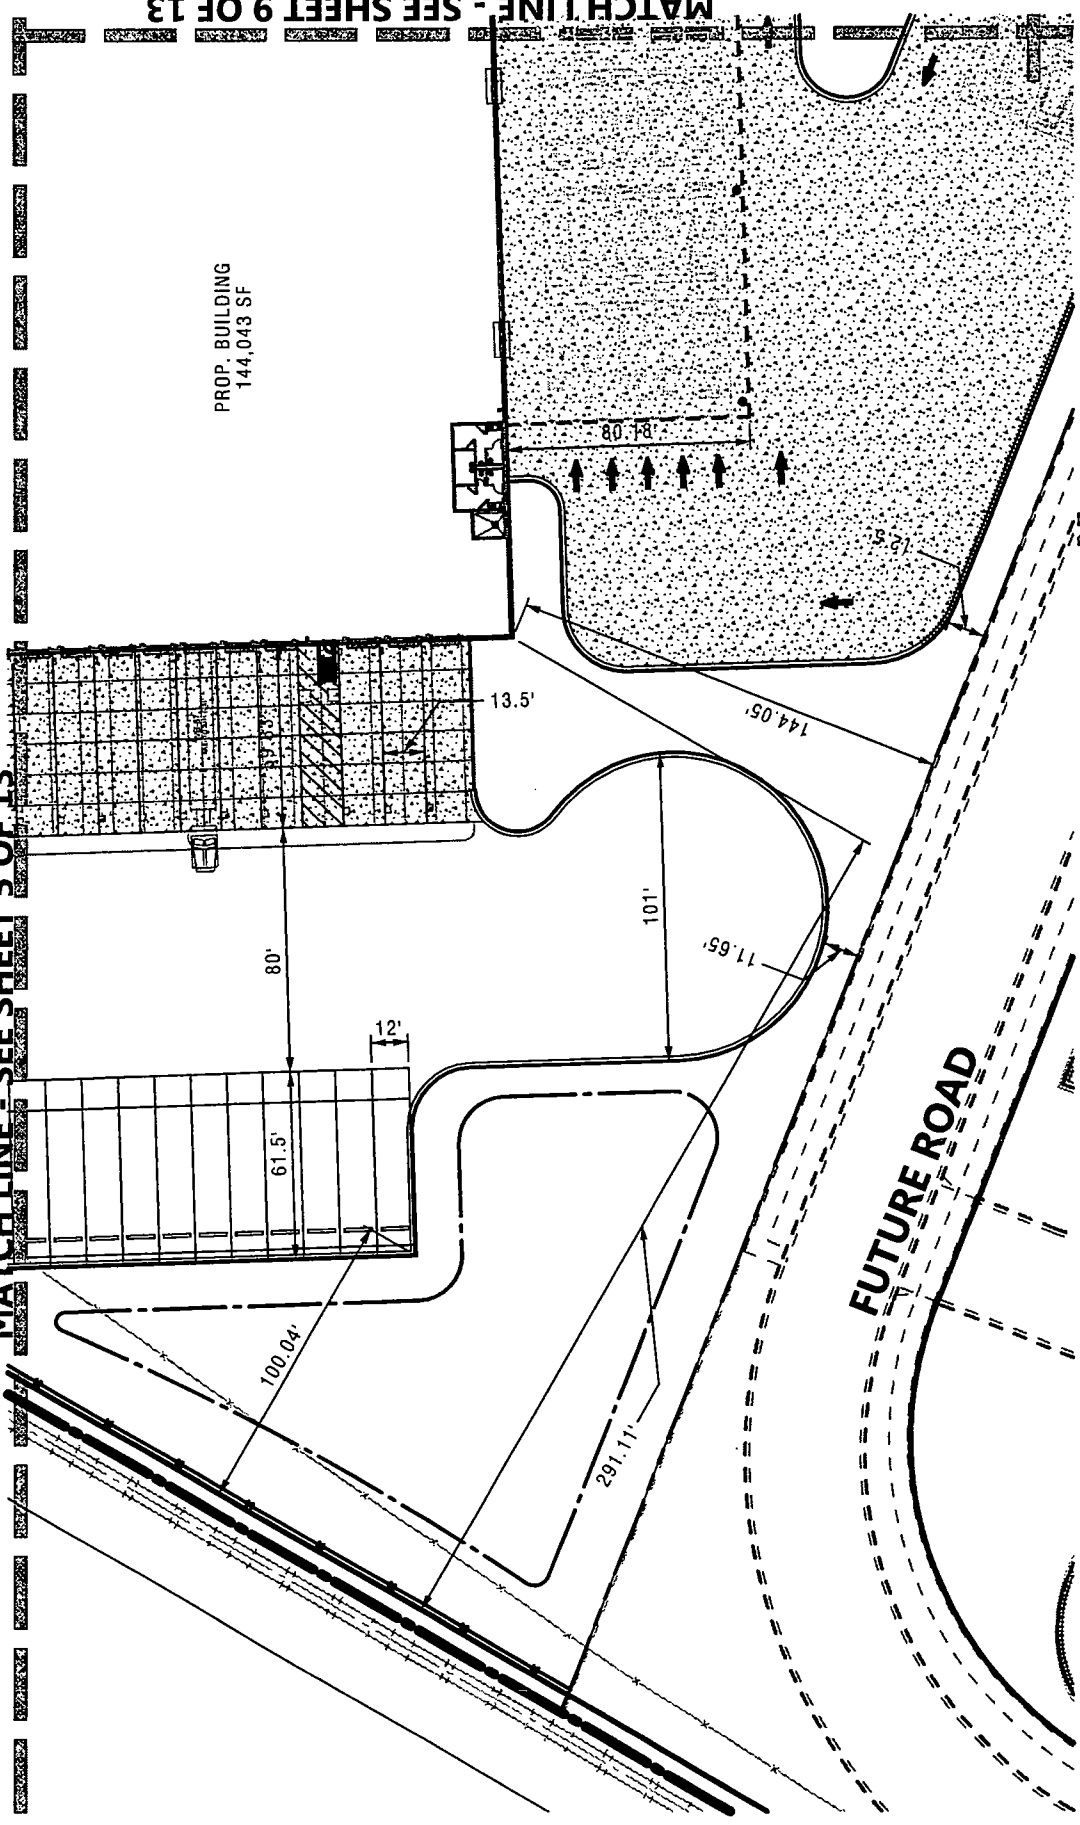 MATCH LINE - SEE SHEET 9 OF 13
PROP. BUILDING
144,043 SF
80.18
12.5
144.05'
13.5'
MATCH LINE - SEE SHEET OF 13
80'
101'
11.65'
12'
61.5'
FUTURE ROAD
100.04'
291.11'